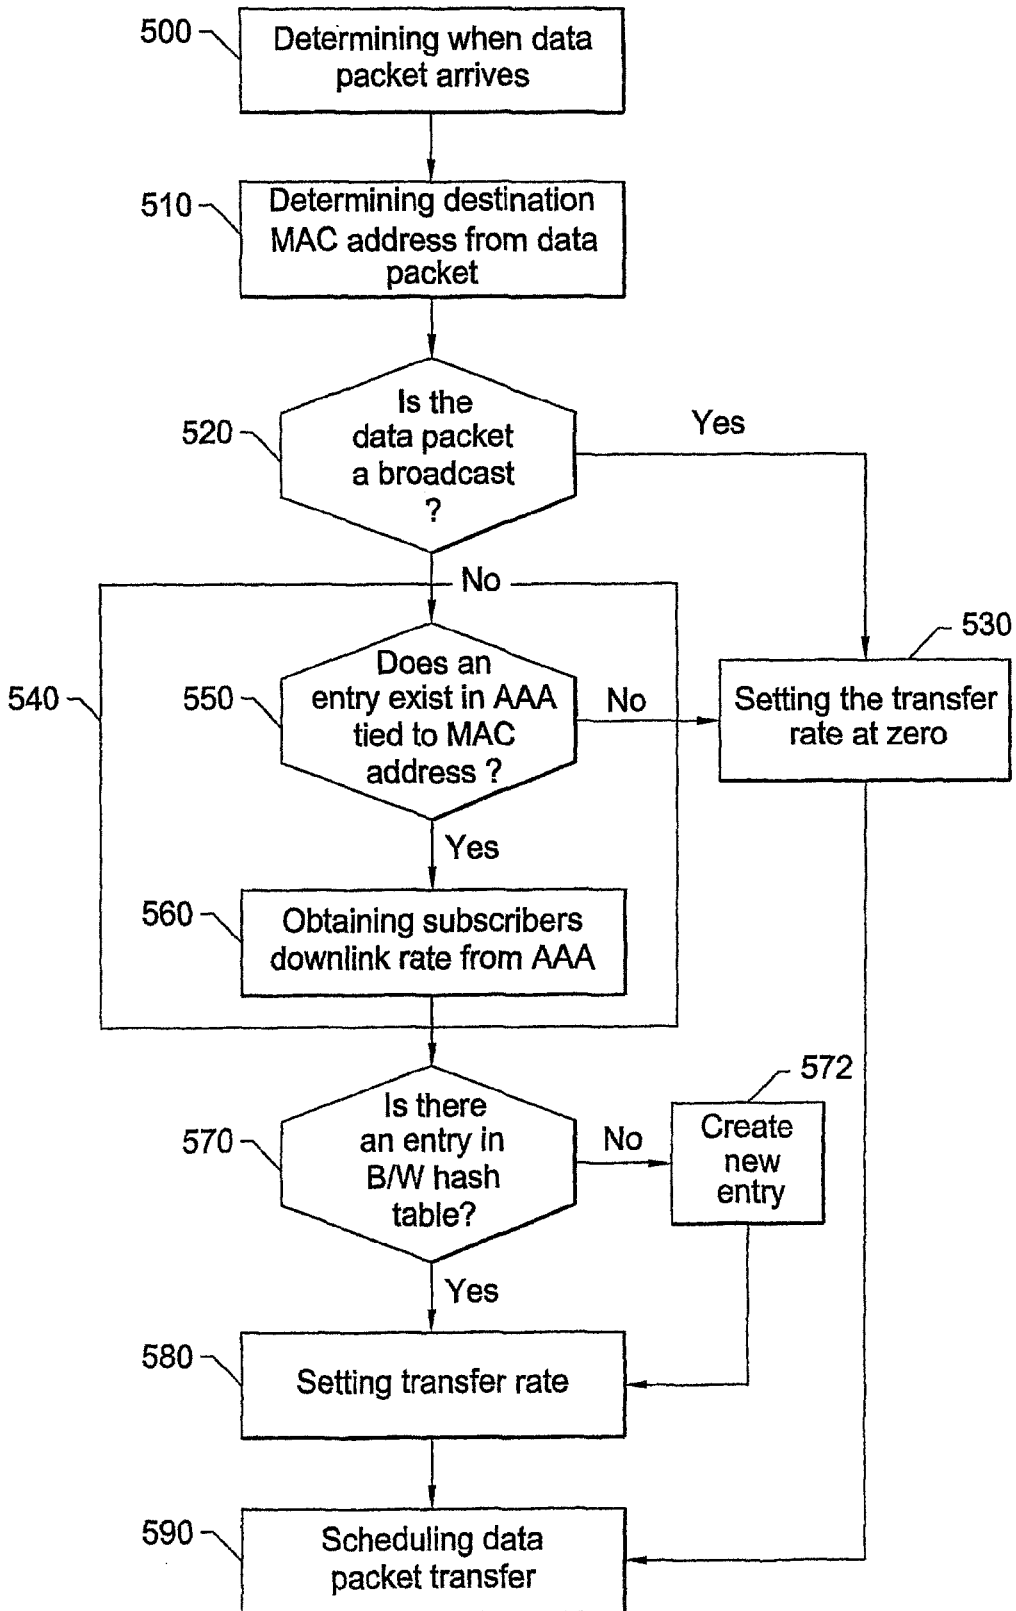 500
Determining when data
packet arrives
510
Determining destination
MAC address from data
packet
520
Is the
data packet
a broadcast
?
Yes
No
530
Setting the transfer
rate at zero
540
550
Does an
entry exist in AAA
tied to MAC
address ?
No
Yes
560
Obtaining subscribers
downlink rate from AAA
570
Is there
an entry in
B/W hash
table?
No
572
Create
new
entry
Yes
580
Setting transfer rate
590
Scheduling data
packet transfer